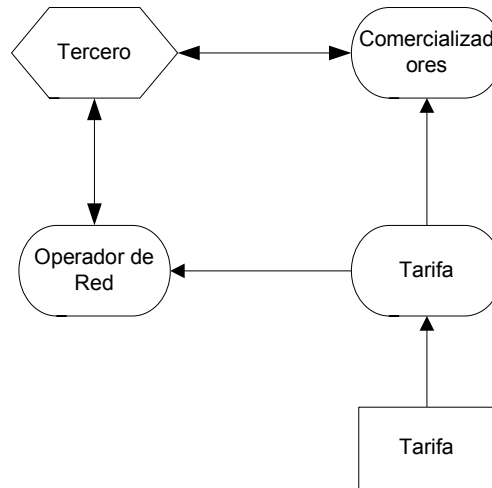 Tercero
Comercializad
ores
Operador de
Red
Tarifa
Tarifa